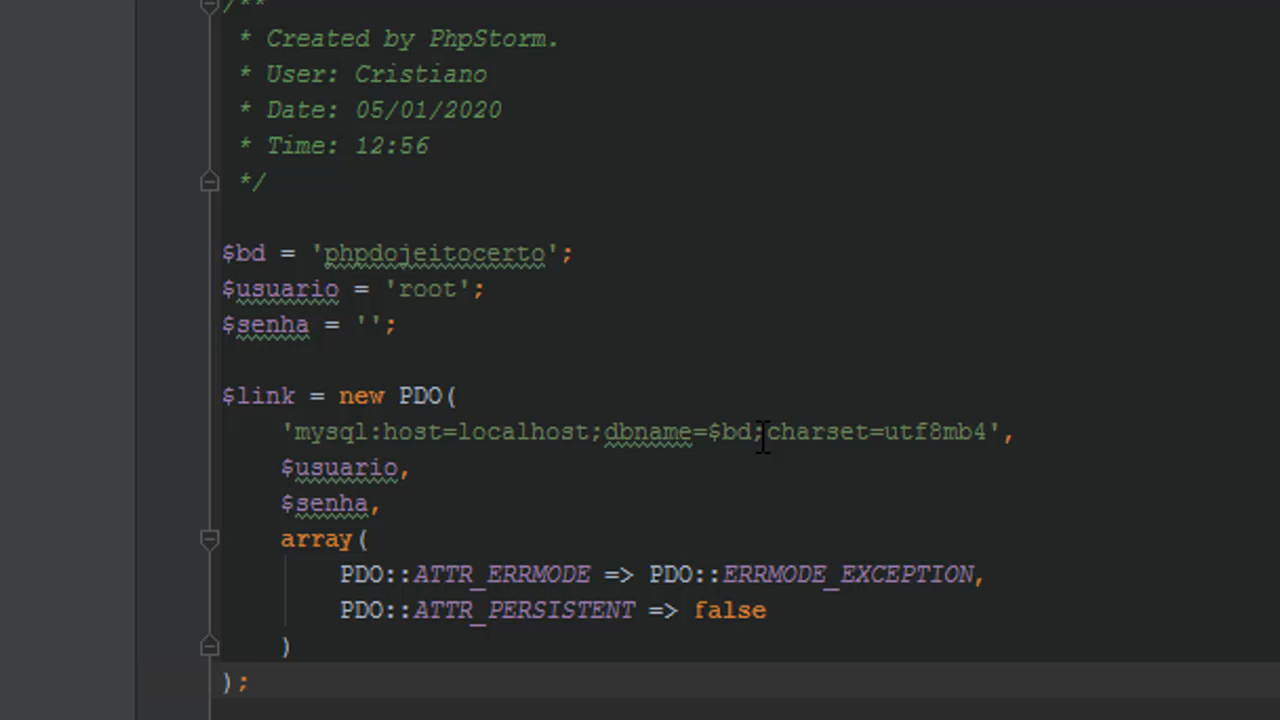 /**
* Created by PhpStorm.
* User: Cristiano
* Date: 05/01/2020
* Time: 12:56
*/
$bd = 'phpdojeitocerto';
$usuario = 'root';
$senha = '';
$link = new PDO(
'mysql:host=localhost;dbname=$bd;charset=utf8mb4',
$usuario,
$senha,
array(
PDO::ATTR_ERRMODE => PDO::ERRMODE_EXCEPTION,
PDO::ATTR_PERSISTENT => false
)
);